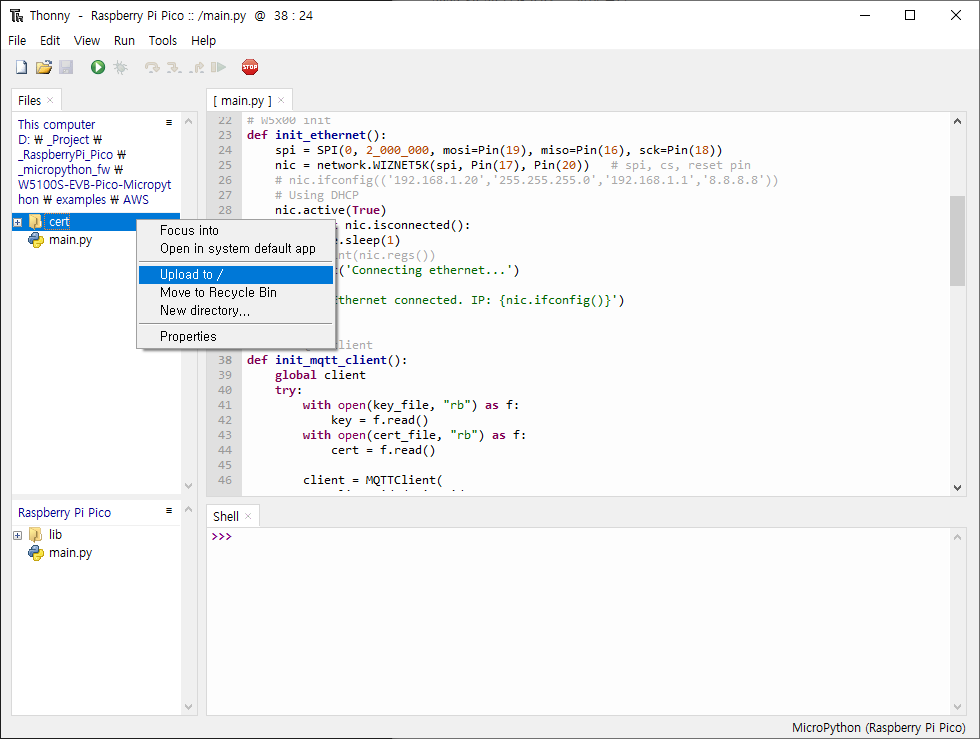 Thonny - Raspberry Pi Pico :: /main.py @ 38 : 24
File Edit View Run Tools Help
STOP
Files ×
This computer
D: ₩ _Project ₩
_RaspberryPi_Pico ₩
_micropython_fw ₩
W5100S-EVB-Pico-Micropyt
hon ₩ examples ₩ AWS
cert
main.py
Focus into
Open in system default app
Upload to /
Move to Recycle Bin
New directory...
Properties
Raspberry Pi Pico
lib
main.py
[ main.py ] ×
22 # W5x00 init
23 def init_ethernet():
24 spi = SPI(0, 2_000_000, mosi=Pin(19), miso=Pin(16), sck=Pin(18))
25 nic = network.WIZNET5K(spi, Pin(17), Pin(20)) # spi, cs, reset pin
26 # nic.ifconfig(('192.168.1.20','255.255.255.0','192.168.1.1','8.8.8.8'))
27 # Using DHCP
28 nic.active(True)
nic.isconnected():
.sleep(1)
nt(nic.regs())
('Connecting ethernet...')
thernet connected. IP: {nic.ifconfig()}')
lient
38 def init_mqtt_client():
39 global client
40 try:
41 with open(key_file, "rb") as f:
42 key = f.read()
43 with open(cert_file, "rb") as f:
44 cert = f.read()
45
46 client = MQTTClient(
Shell ×
>>>
MicroPython (Raspberry Pi Pico)